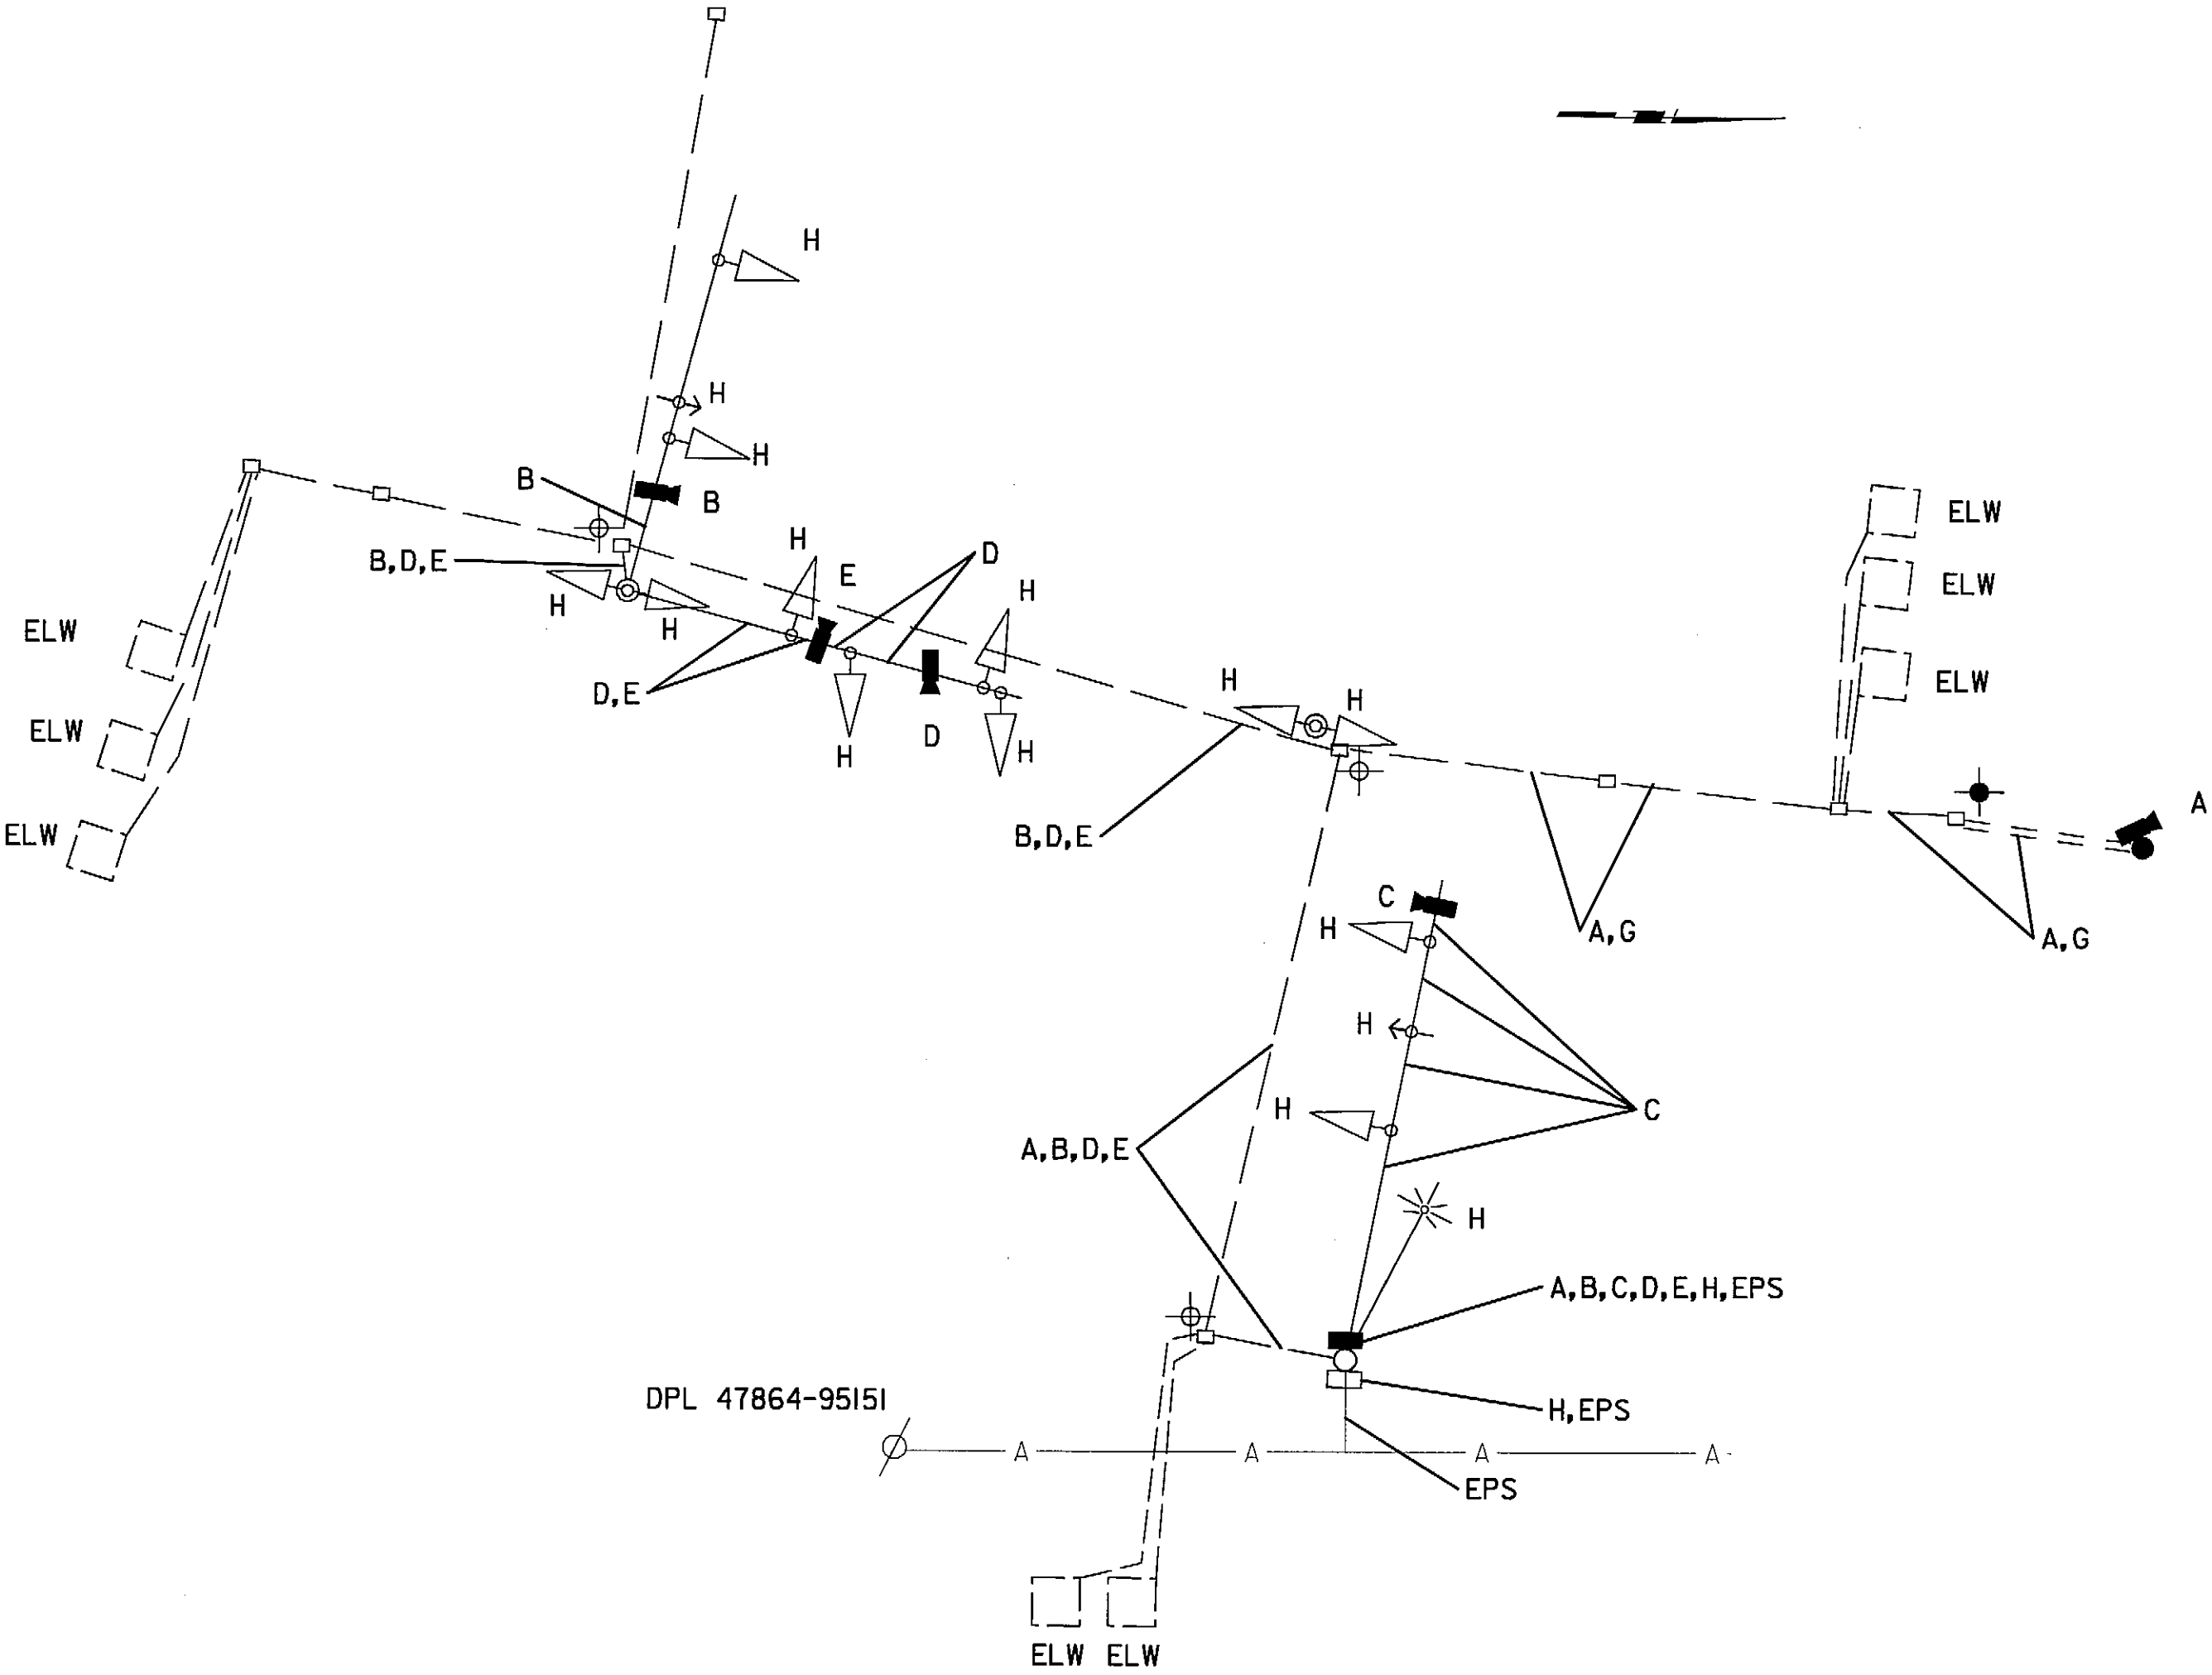 H
H
H
B
B
ELW
H
B,D,E
E
D
ELW
H
H
H
ELW
H
H
D,E
ELW
ELW
D
H
H
A
ELW
B,D,E
C
H
A,G
A,G
H
H
C
A,B,D,E
H
A,B,C,D,E,H,EPS
DPL 47864-95151
H,EPS
A
A
A
A
EPS
ELW ELW